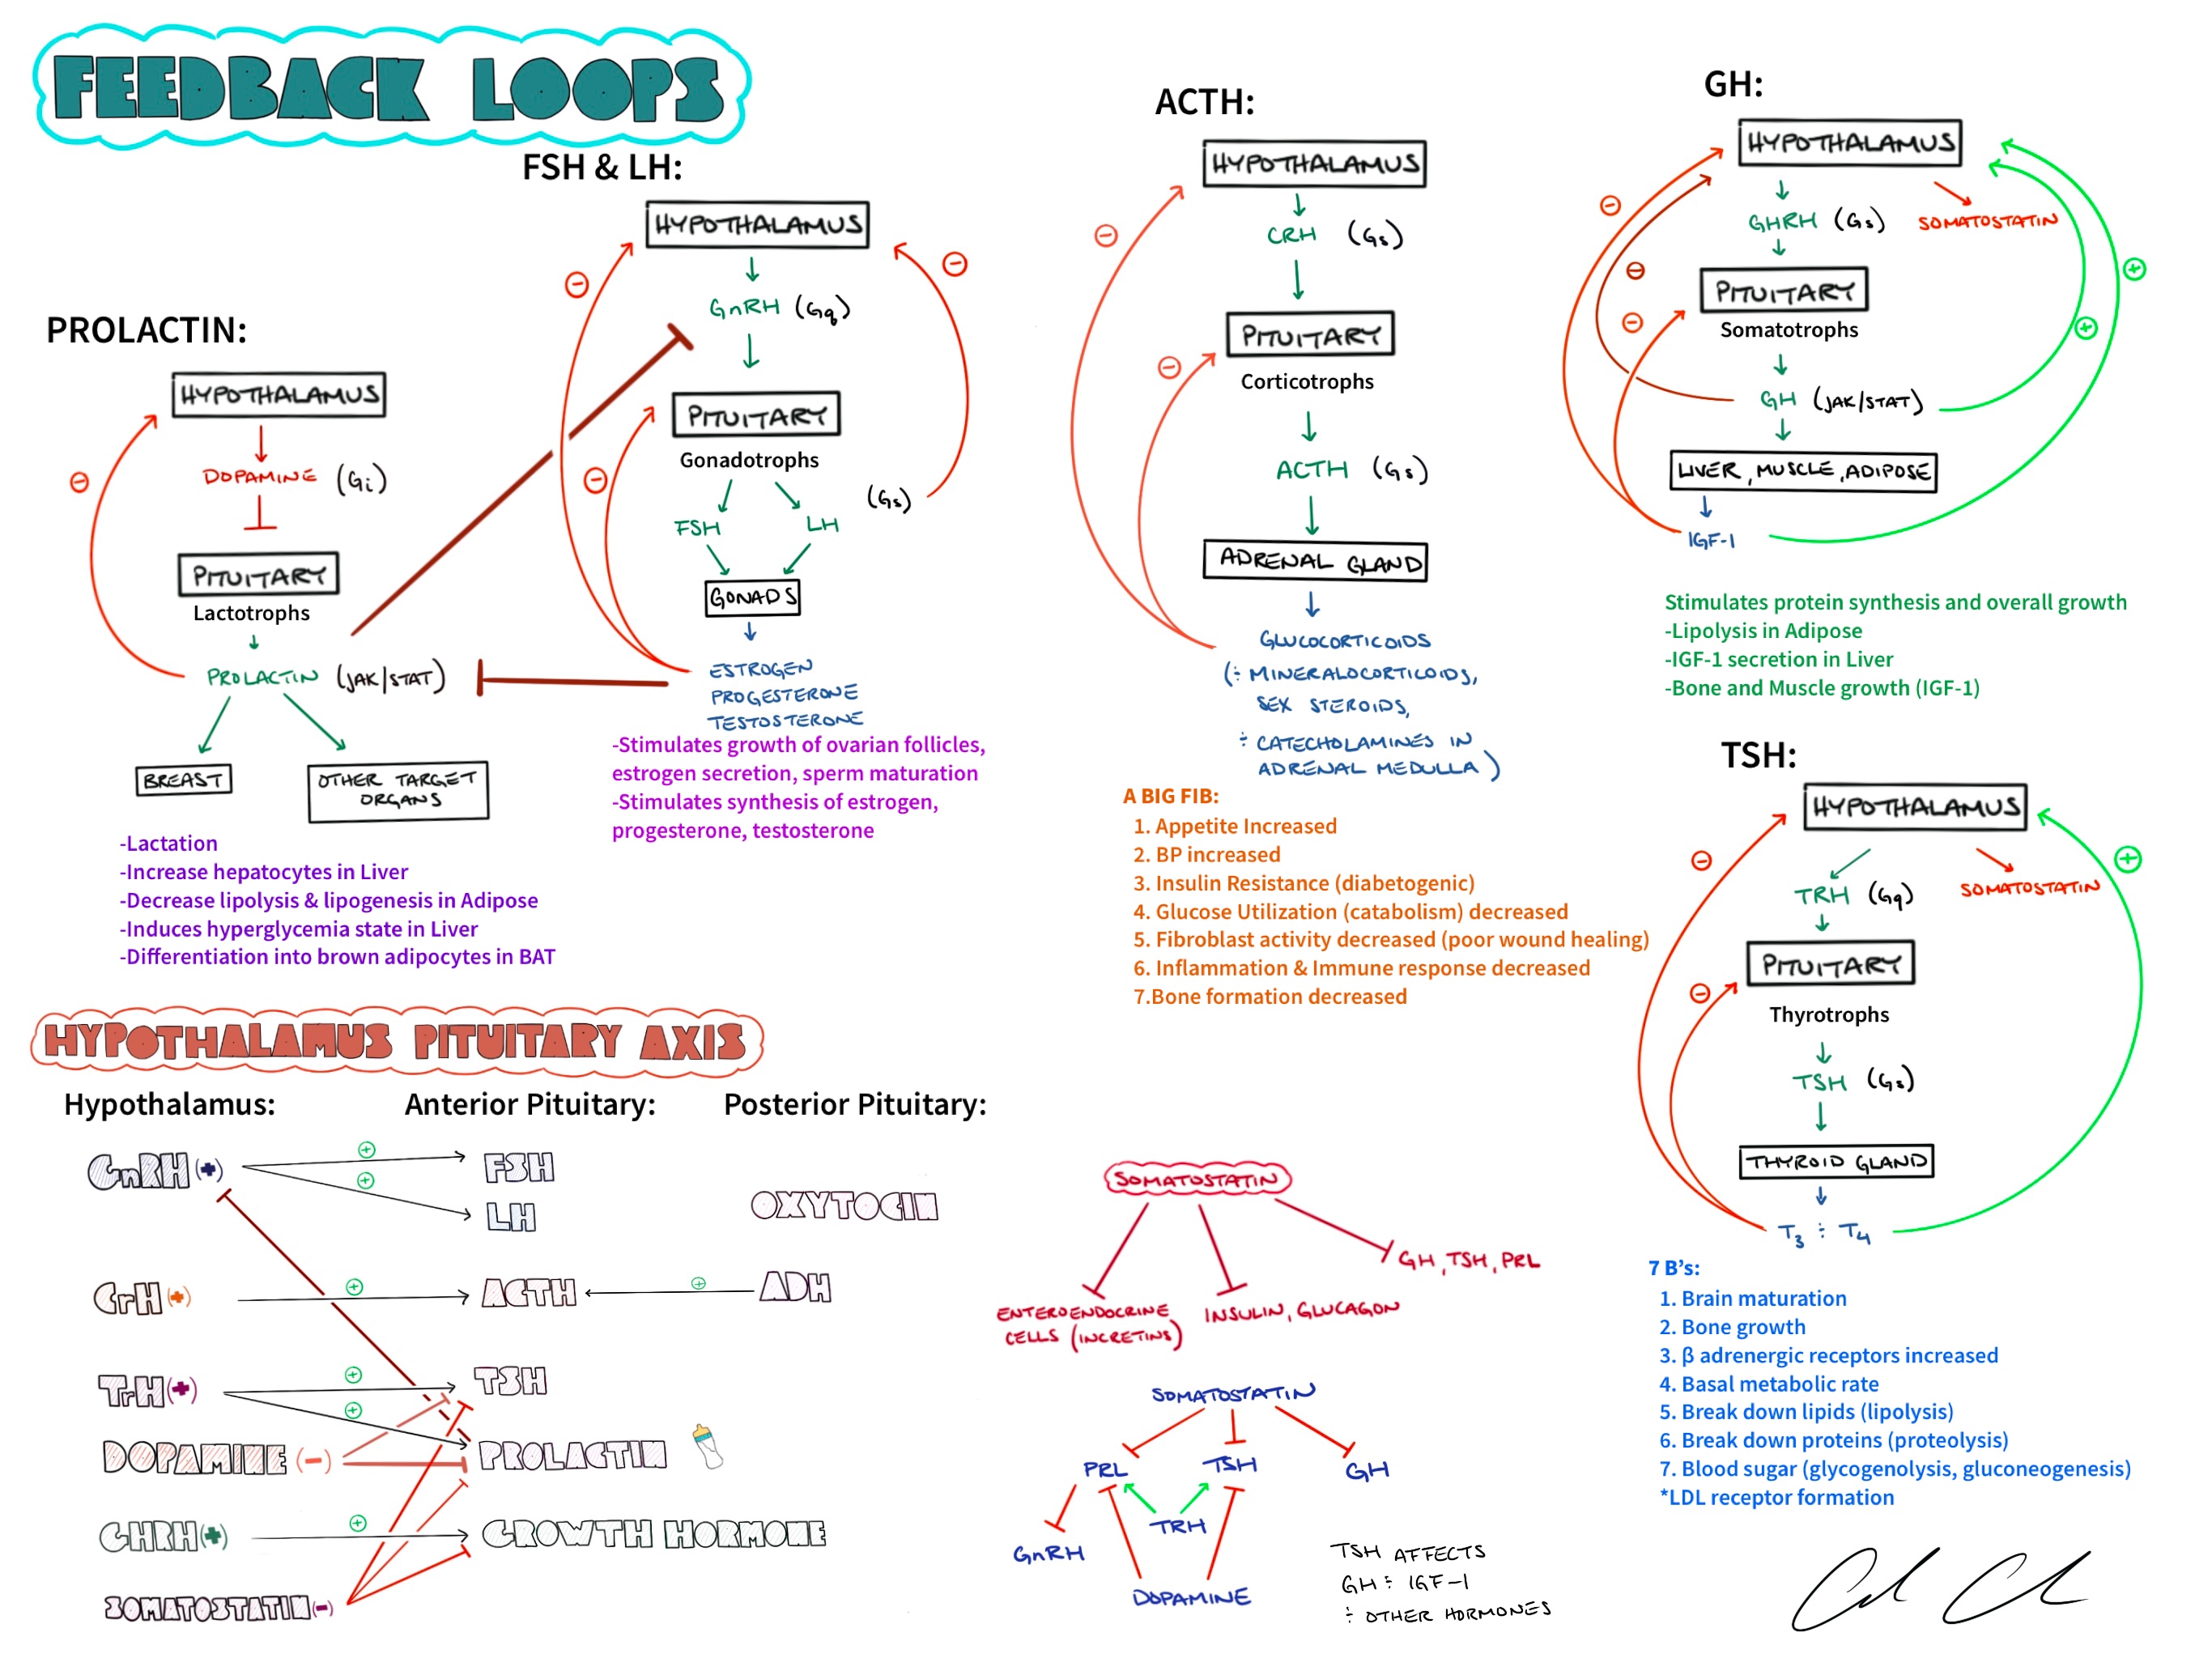 FEEDBACK LOOPS
PROLACTIN:
HYPOTHALAMUS
⊖
DOPAMINE (Gi)
PITUITARY
Lactotrophs
PROLACTIN (JAK/STAT)
BREAST
OTHER TARGET
ORGANS
-Lactation
-Increase hepatocytes in Liver
-Decrease lipolysis & lipogenesis in Adipose
-Induces hyperglycemia state in Liver
-Differentiation into brown adipocytes in BAT
FSH & LH:
HYPOTHALAMUS
⊖
⊖
GnRH (Gq)
PITUITARY
Gonadotrophs
⊖
(Gs)
FSH
LH
GONADS
ESTROGEN
PROGESTERONE
TESTOSTERONE
-Stimulates growth of ovarian follicles,
estrogen secretion, sperm maturation
-Stimulates synthesis of estrogen,
progesterone, testosterone
ACTH:
HYPOTHALAMUS
⊖
CRH (Gs)
PITUITARY
⊖
Corticotrophs
ACTH (Gs)
ADRENAL GLAND
GLUCOCORTICOIDS
(÷ MINERALOCORTICOIDS,
SEX STEROIDS,
÷ CATECHOLAMINES IN
ADRENAL MEDULLA)
A BIG FIB:
1. Appetite Increased
2. BP increased
3. Insulin Resistance (diabetogenic)
4. Glucose Utilization (catabolism) decreased
5. Fibroblast activity decreased (poor wound healing)
6. Inflammation & Immune response decreased
7.Bone formation decreased
GH:
HYPOTHALAMUS
⊖
GHRH (Gs)
SOMATOSTATIN
⊖
⊕
PITUITARY
⊖
Somatotrophs
⊕
GH (JAK/STAT)
LIVER, MUSCLE, ADIPOSE
IGF-1
Stimulates protein synthesis and overall growth
-Lipolysis in Adipose
-IGF-1 secretion in Liver
-Bone and Muscle growth (IGF-1)
TSH:
HYPOTHALAMUS
⊖
⊕
TRH (Gq)
SOMATOSTATIN
PITUITARY
⊖
Thyrotrophs
TSH (Gs)
THYROID GLAND
T3 ÷ T4
7 B's:
1. Brain maturation
2. Bone growth
3. β adrenergic receptors increased
4. Basal metabolic rate
5. Break down lipids (lipolysis)
6. Break down proteins (proteolysis)
7. Blood sugar (glycogenolysis, gluconeogenesis)
*LDL receptor formation
HYPOTHALAMUS PITUITARY AXIS
Hypothalamus: Anterior Pituitary: Posterior Pituitary:
GnRH(+) ⊕ FSH
⊕ LH
OXYTOCIN
CrH(+) ⊕ ACTH ⊕ ADH
TrH(+) ⊕ TSH
⊕
DOPAMINE (-) PROLACTIN
GHRH(+) ⊕ GROWTH HORMONE
SOMATOSTATIN(-)
SOMATOSTATIN
GH, TSH, PRL
ENTEROENDOCRINE
CELLS (INCRETINS)
INSULIN, GLUCAGON
SOMATOSTATIN
PRL TSH GH
TRH
GnRH
DOPAMINE
TSH AFFECTS
GH ÷ IGF-1
÷ OTHER HORMONES